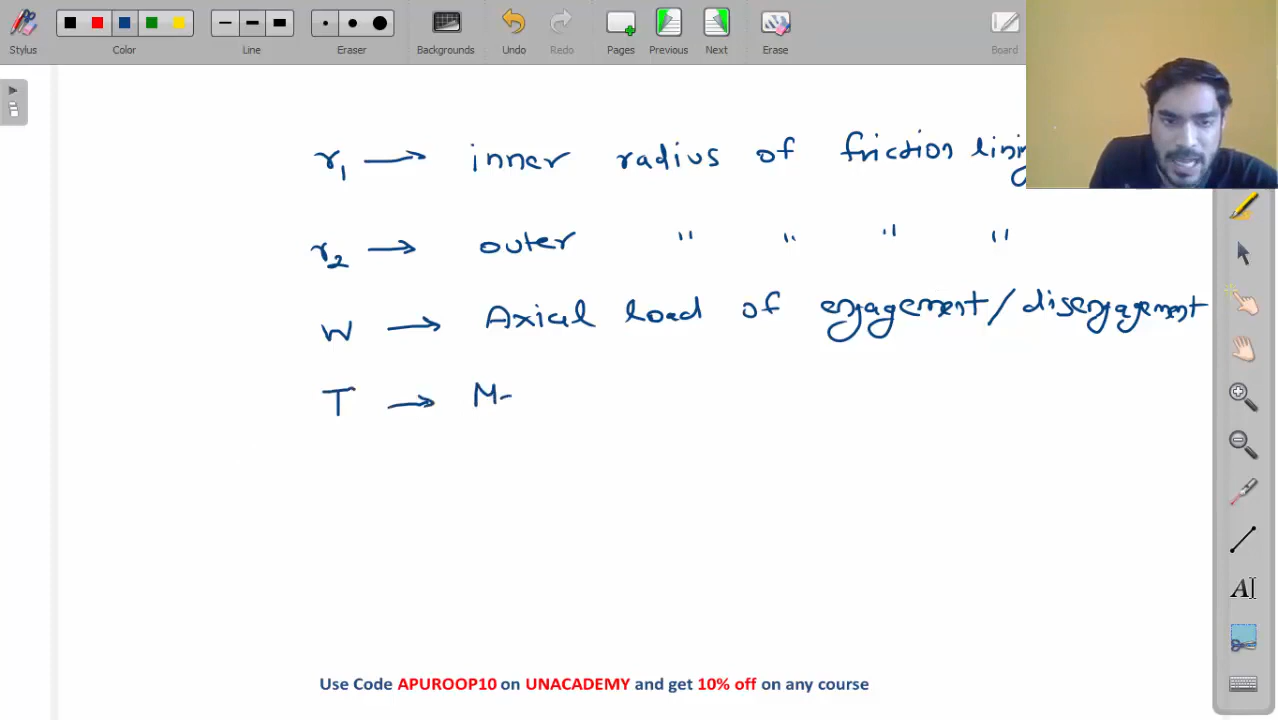 Stylus Color Line Eraser Backgrounds Undo Redo Pages Previous Next Erase Board
r₁ → inner radius of friction
r₂ → outer " " " "
W → Axial load of engagement/disengagement
T → M
Use Code APUROOP10 on UNACADEMY and get 10% off on any course